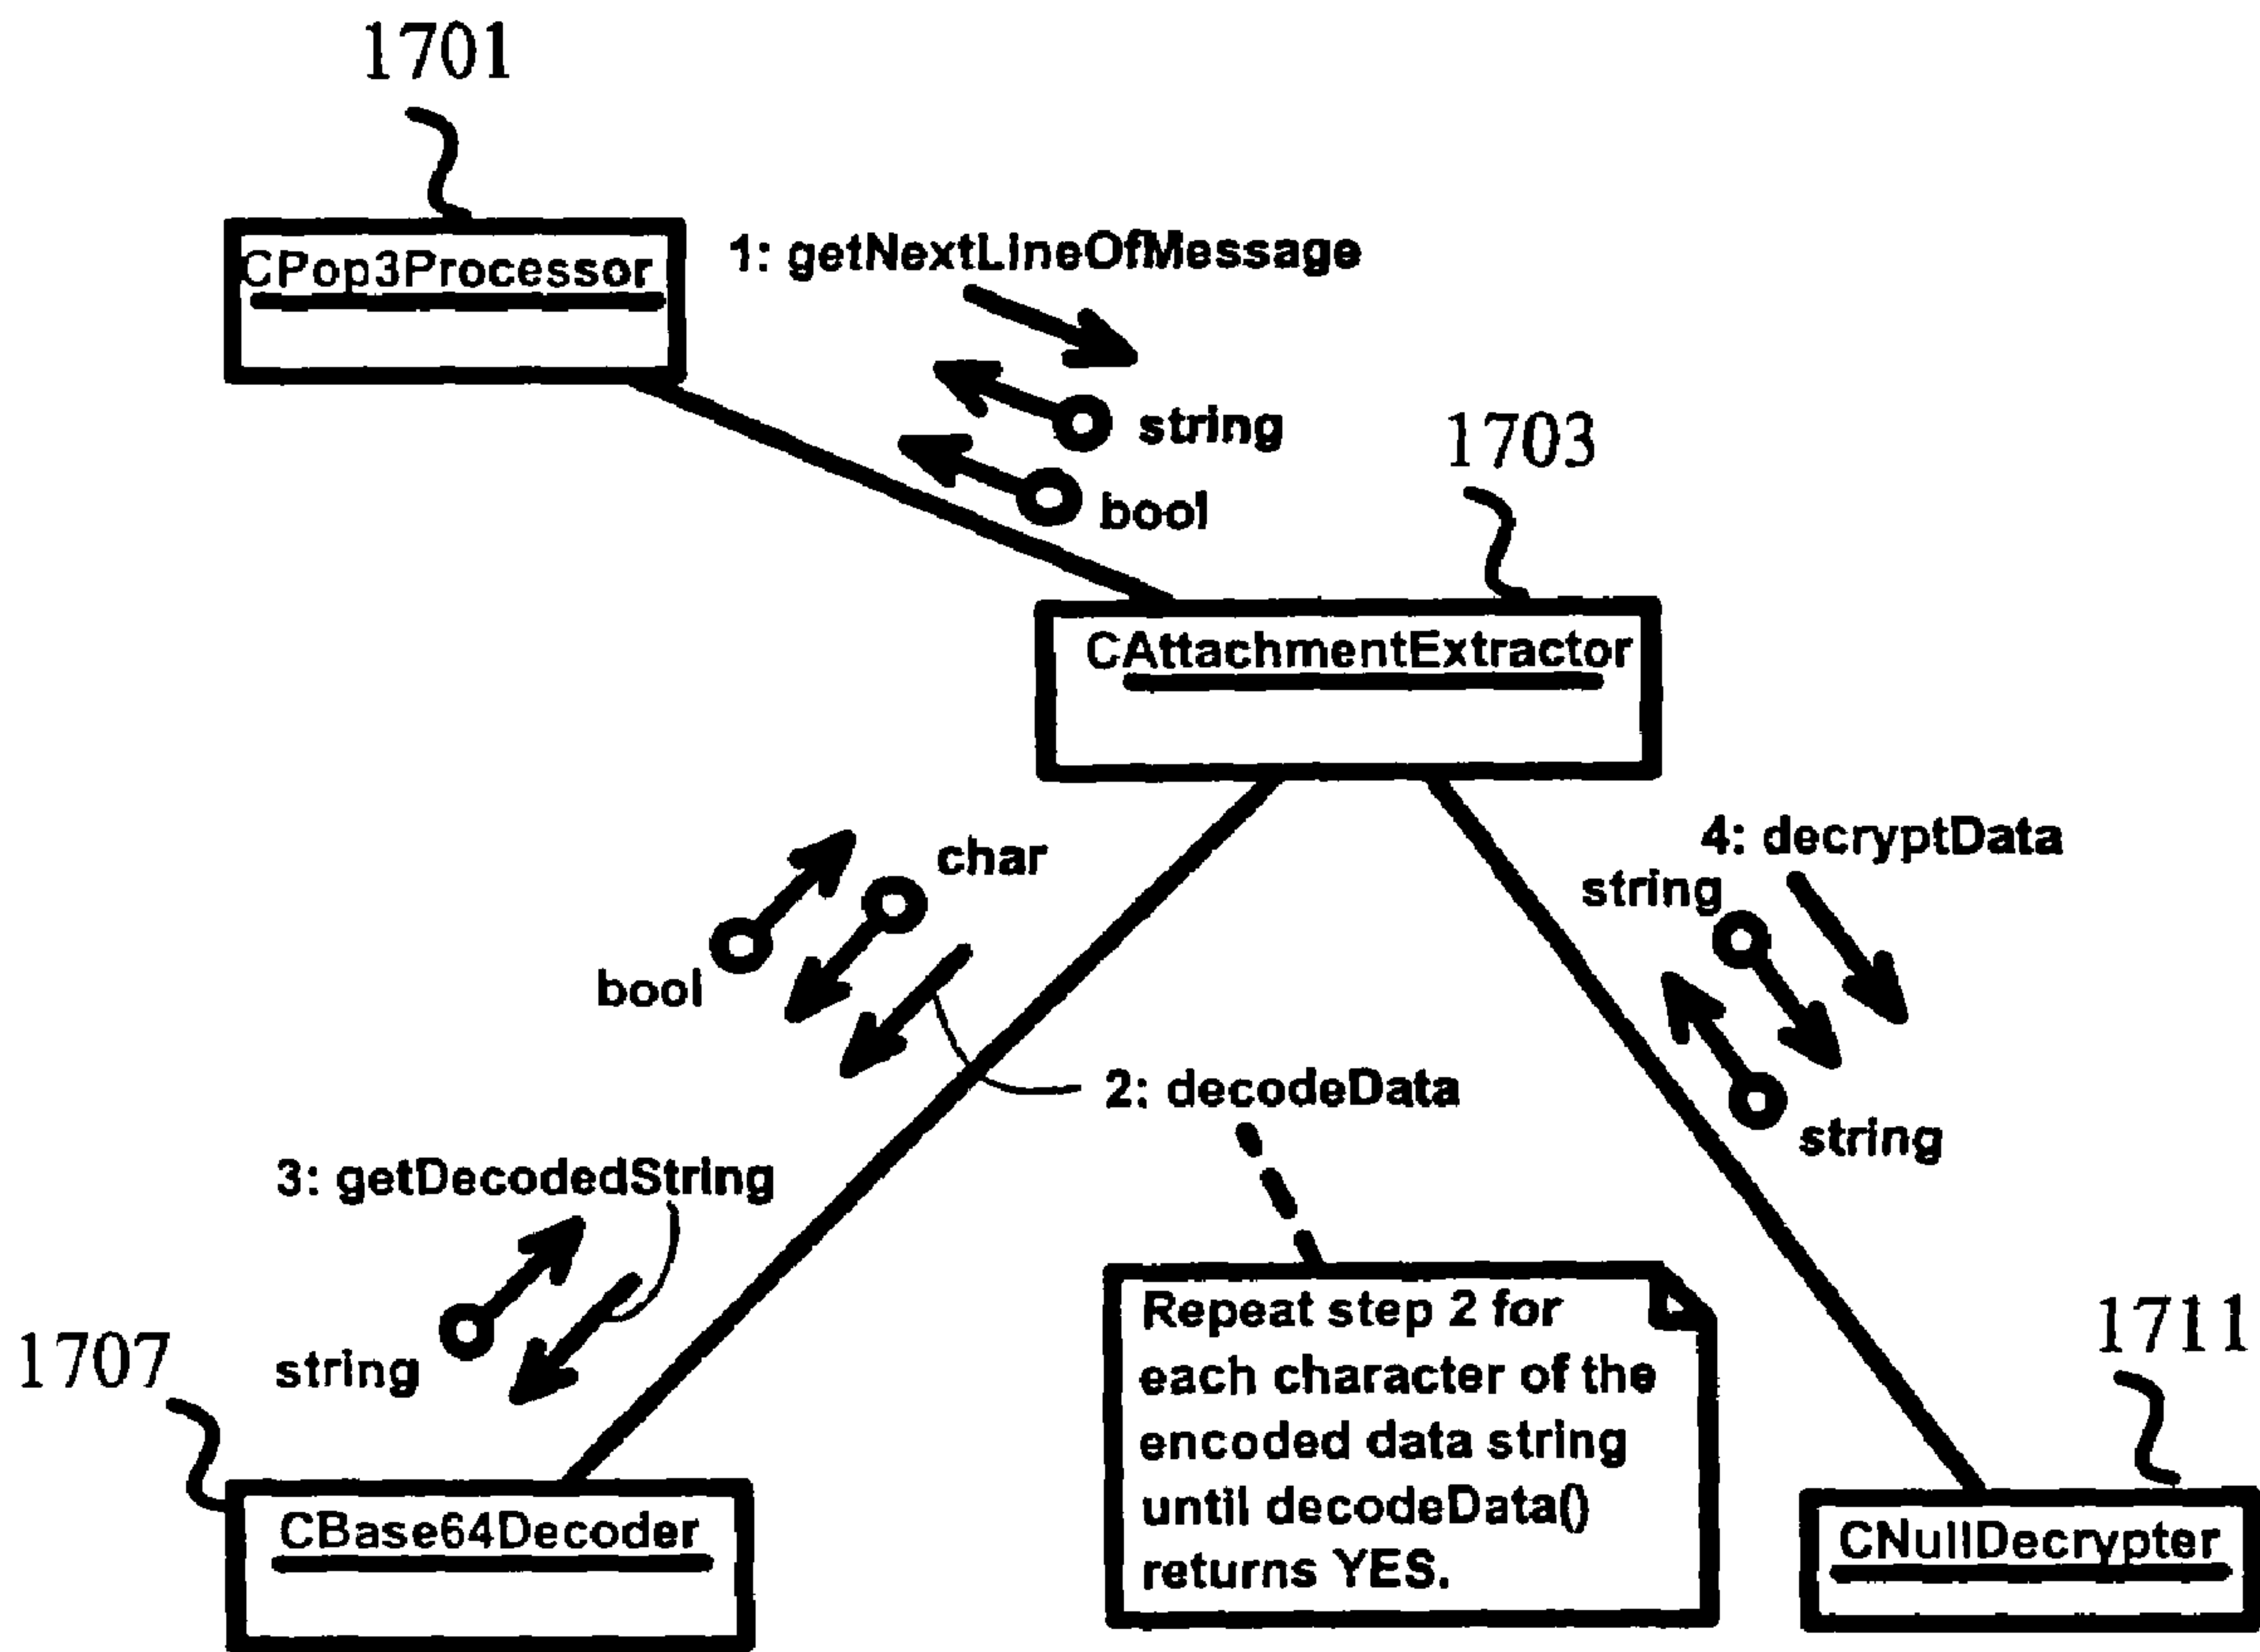 1701
CPop3Processor
1: getNextLineOfMessage
string
bool
1703
CAttachmentExtractor
char
bool
2: decodeData
4: decryptData
string
string
3: getDecodedString
string
1707
CBase64Decoder
Repeat step 2 for
each character of the
encoded data string
until decodeData()
returns YES.
1711
CNullDecrypter